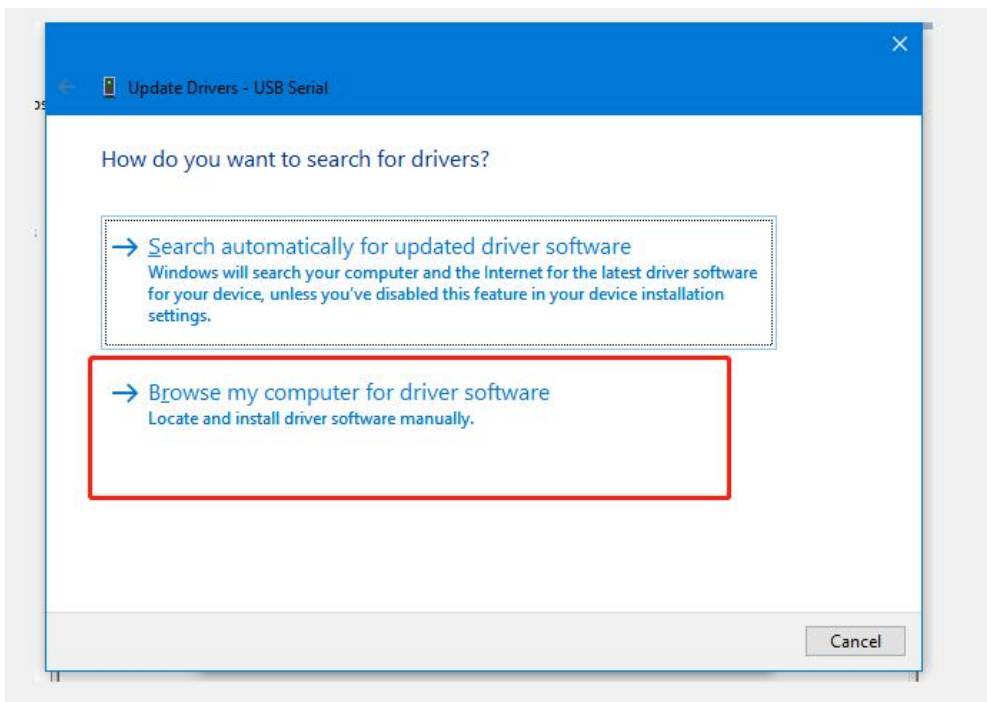 Update Drivers - USB Serial
How do you want to search for drivers?
Search automatically for updated driver software
Windows will search your computer and the Internet for the latest driver software
for your device, unless you've disabled this feature in your device installation
settings.
Browse my computer for driver software
Locate and install driver software manually.
Cancel